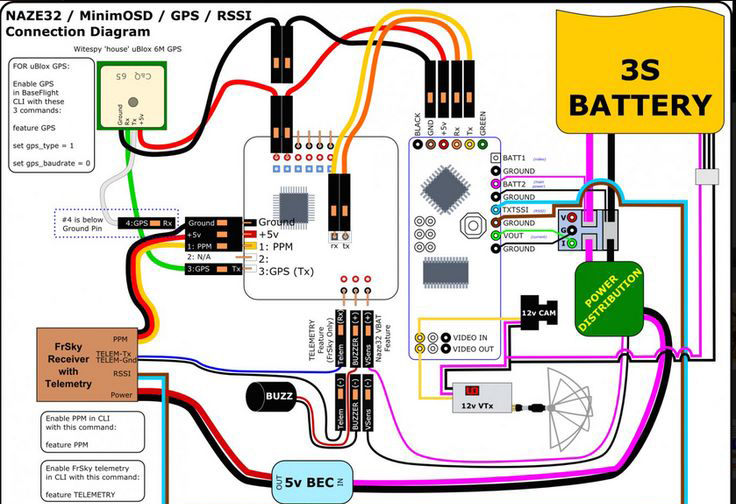 NAZE32 / MinimOSD / GPS / RSSI
Connection Diagram
Witespy 'house' uBlox 6M GPS
FOR uBlox GPS:
Enable GPS
in BaseFlight
CLI with these
3 commands:
feature GPS
set gps_type = 1
set gps_baudrate = 0
Ground
Rx
Tx
+5v
#4 is below
Ground Pin
4:GPS
Rx
Ground
+5v
1: PPM
2: N/A
3:GPS
Tx
Ground
+5v
1: PPM
2:
3:GPS (Tx)
rx tx
BLACK
GND
+5v
Rx
Tx
GREEN
BATT1
GROUND
BATT2
GROUND
TXTSSI
GROUND
VOUT (current)
GROUND
VIDEO IN
VIDEO OUT
3S
BATTERY
V
G
I
POWER
DISTRIBUTION
12v CAM
12v VTx
TELEMETRY
Feature
(FrSky Only)
Telem (Rx)
BUZZER (+)
VSens (+)
Naze32 VBAT
Feature
Telem (-)
BUZZER (-)
VSens (-)
BUZZ
5v BEC
OUT
IN
FrSky
Receiver
with
Telemetry
PPM
TELEM-Tx
TELEM-Gnd
RSSI
Power
Enable PPM in CLI
with this command:
feature PPM
Enable FrSky telemetry
in CLI with this command:
feature TELEMETRY